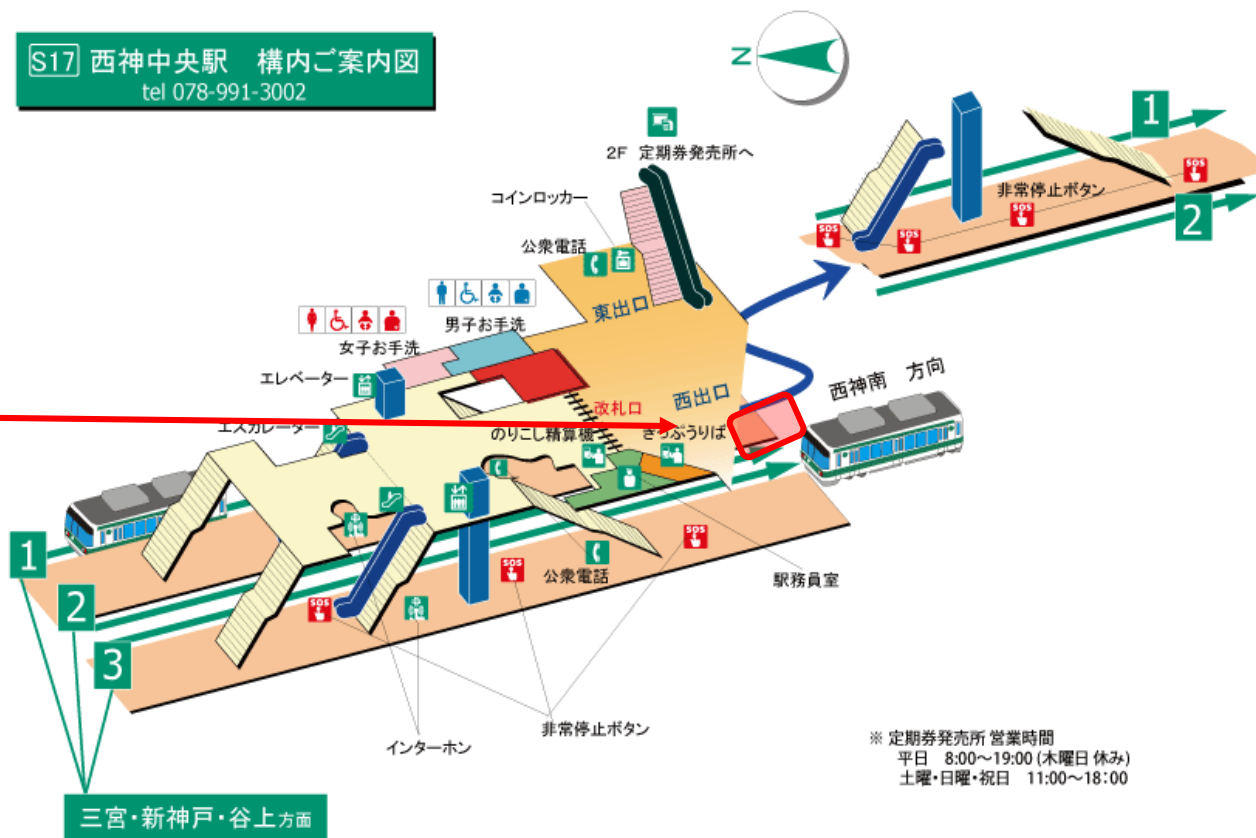 S17 西神中央駅 構内ご案内図
tel 078-991-3002
N
2F 定期券発売所へ
コインロッカー
公衆電話
東出口
男子お手洗
女子お手洗
エレベーター
エスカレーター
改札口
西出口
のりこし精算機
きっぷうりば
西神南 方向
1
2
非常停止ボタン
SOS
SOS
SOS
SOS
1
2
3
SOS
SOS
SOS
公衆電話
駅務員室
インターホン
非常停止ボタン
三宮・新神戸・谷上方面
※ 定期券発売所 営業時間
平日 8:00～19:00 (木曜日 休み)
土曜・日曜・祝日 11:00～18:00